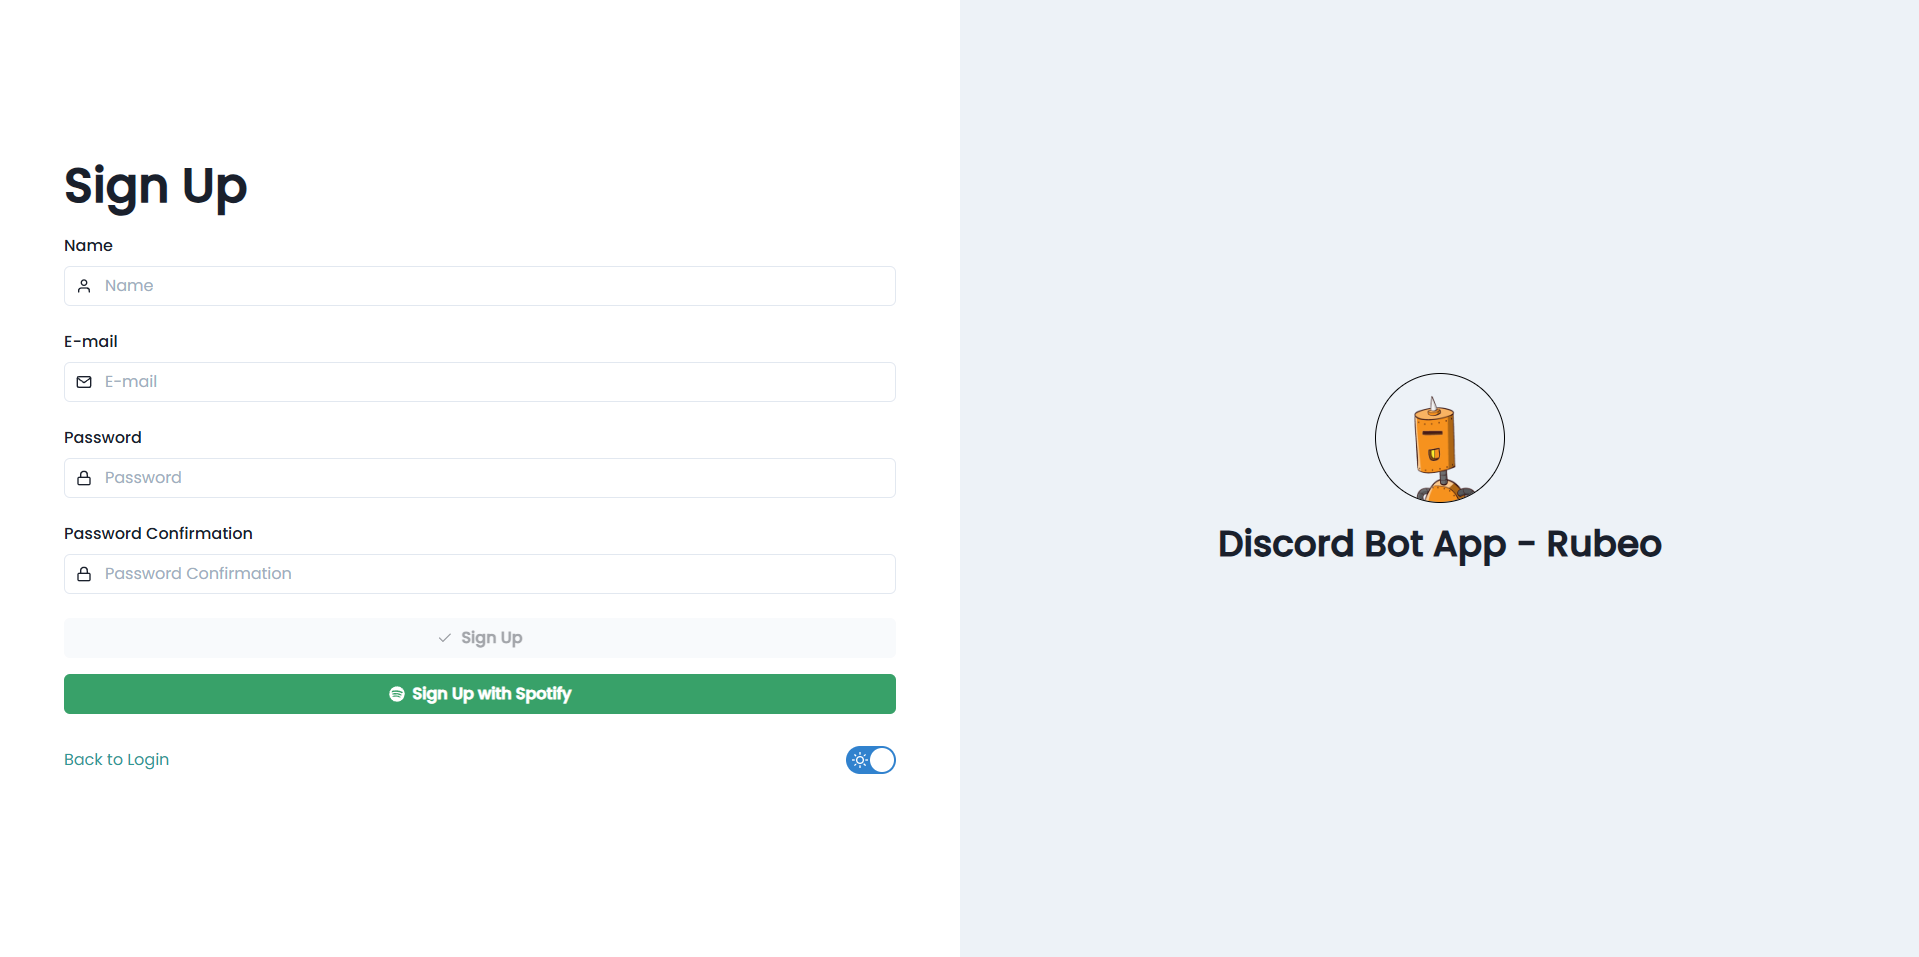 Sign Up
Name
Name
E-mail
E-mail
Password
Password
Password Confirmation
Password Confirmation
Sign Up
Sign Up with Spotify
Back to Login
Discord Bot App - Rubeo